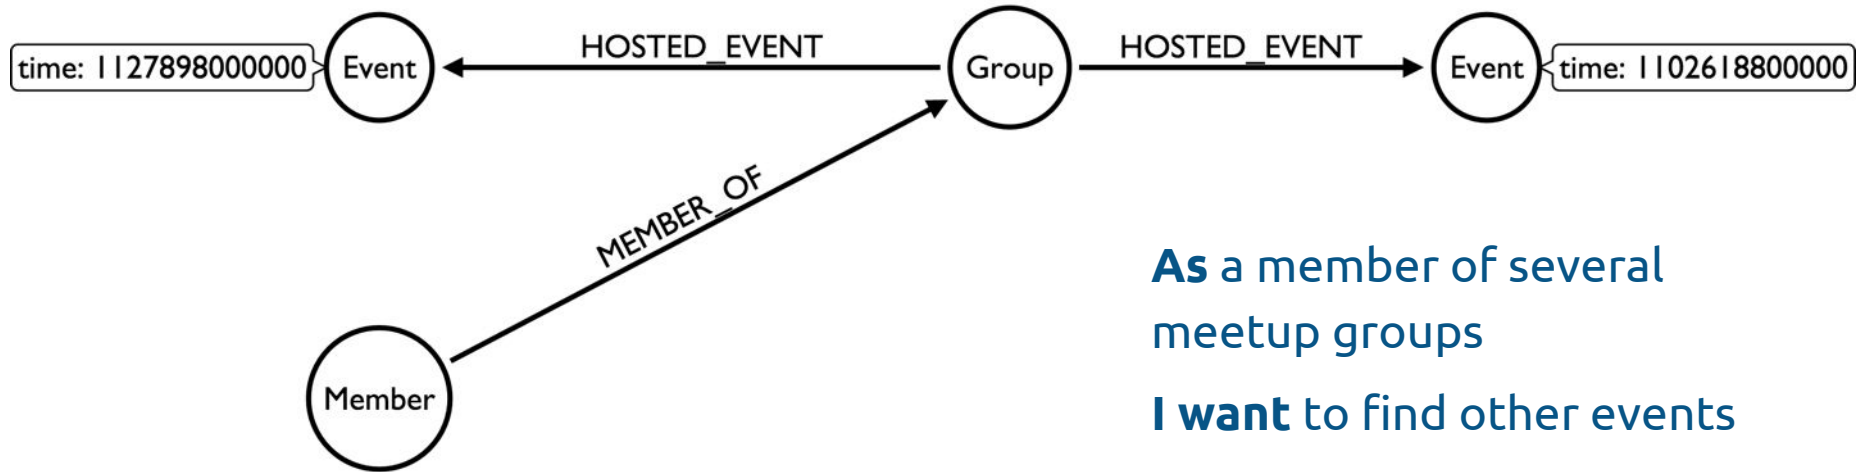 time: 1127898000000
Event
HOSTED_EVENT
Group
HOSTED_EVENT
Event
time: 1102618800000
MEMBER_OF
Member
As a member of several
meetup groups
I want to find other events